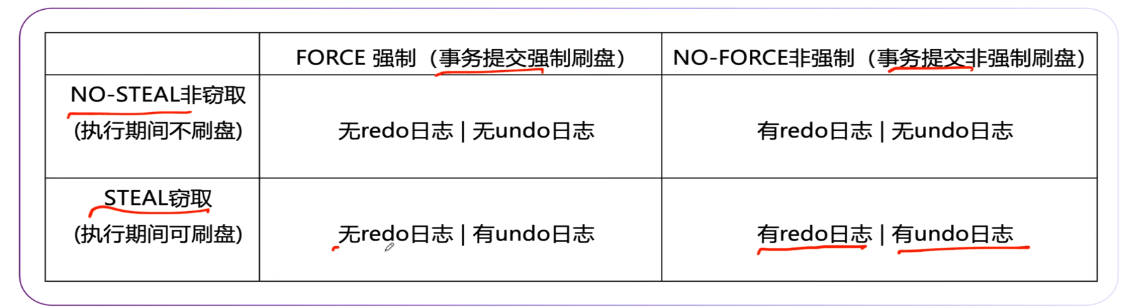 FORCE 强制（事务提交强制刷盘）
NO-FORCE非强制（事务提交非强制刷盘)
NO-STEAL非窃取
(执行期间不刷盘)
无redo日志 | 无undo日志
有redo日志 | 无undo日志
STEAL窃取
(执行期间可刷盘)
无redo日志 | 有undo日志
有redo日志 | 有undo日志